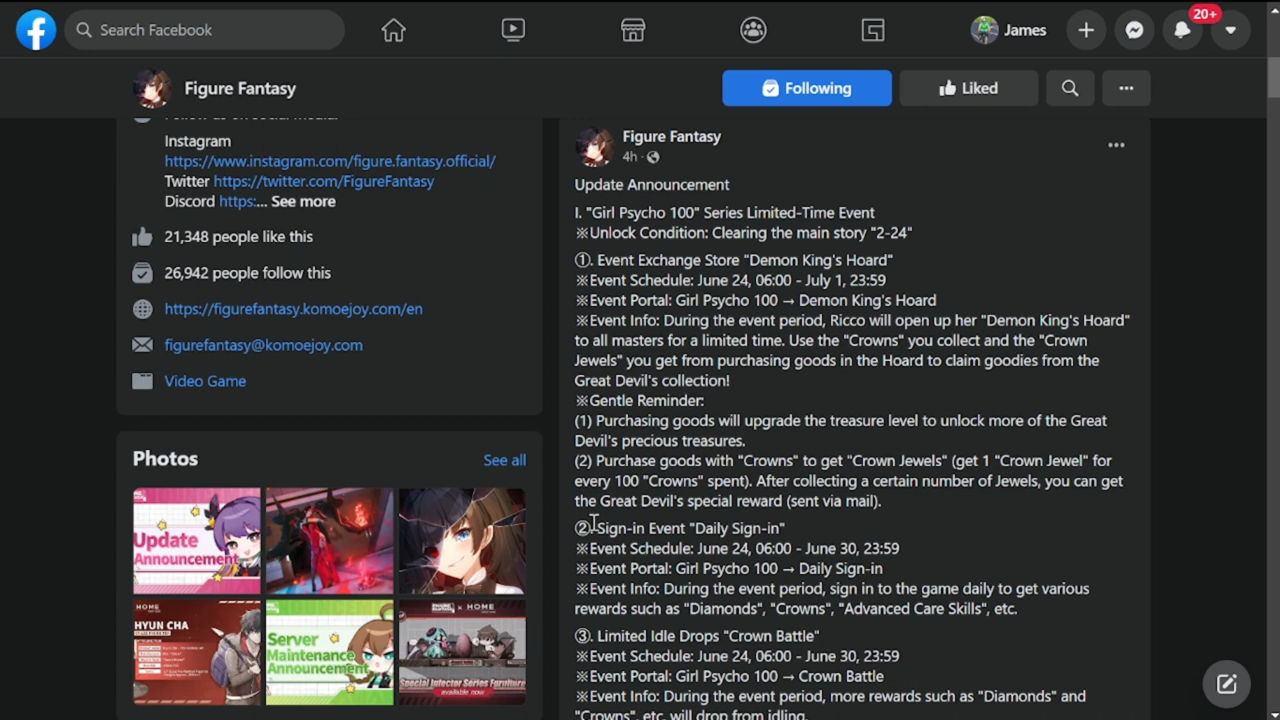 Search Facebook
20+
James
Figure Fantasy
Following
Liked
Instagram
https://www.instagram.com/figure.fantasy.official/
Twitter https://twitter.com/FigureFantasy
Discord https:... See more
21,348 people like this
26,942 people follow this
https://figurefantasy.komoejoy.com/en
figurefantasy@komoejoy.com
Video Game
Photos
See all
Update
Announcement
HOME
HYUN CHA
Server
Maintenance
Announcement
HOME
Special Infector Series Furniture
available now
Figure Fantasy
4h ·
Update Announcement
I. "Girl Psycho 100" Series Limited-Time Event
※Unlock Condition: Clearing the main story "2-24"
①. Event Exchange Store "Demon King's Hoard"
※Event Schedule: June 24, 06:00 - July 1, 23:59
※Event Portal: Girl Psycho 100 → Demon King's Hoard
※Event Info: During the event period, Ricco will open up her "Demon King's Hoard"
to all masters for a limited time. Use the "Crowns" you collect and the "Crown
Jewels" you get from purchasing goods in the Hoard to claim goodies from the
Great Devil's collection!
※Gentle Reminder:
(1) Purchasing goods will upgrade the treasure level to unlock more of the Great
Devil's precious treasures.
(2) Purchase goods with "Crowns" to get "Crown Jewels" (get 1 "Crown Jewel" for
every 100 "Crowns" spent). After collecting a certain number of Jewels, you can get
the Great Devil's special reward (sent via mail).
②. Sign-in Event "Daily Sign-in"
※Event Schedule: June 24, 06:00 - June 30, 23:59
※Event Portal: Girl Psycho 100 → Daily Sign-in
※Event Info: During the event period, sign in to the game daily to get various
rewards such as "Diamonds", "Crowns", "Advanced Care Skills", etc.
③. Limited Idle Drops "Crown Battle"
※Event Schedule: June 24, 06:00 - June 30, 23:59
※Event Portal: Girl Psycho 100 → Crown Battle
※Event Info: During the event period, more rewards such as "Diamonds" and
"Crowns", etc. will drop from idling.